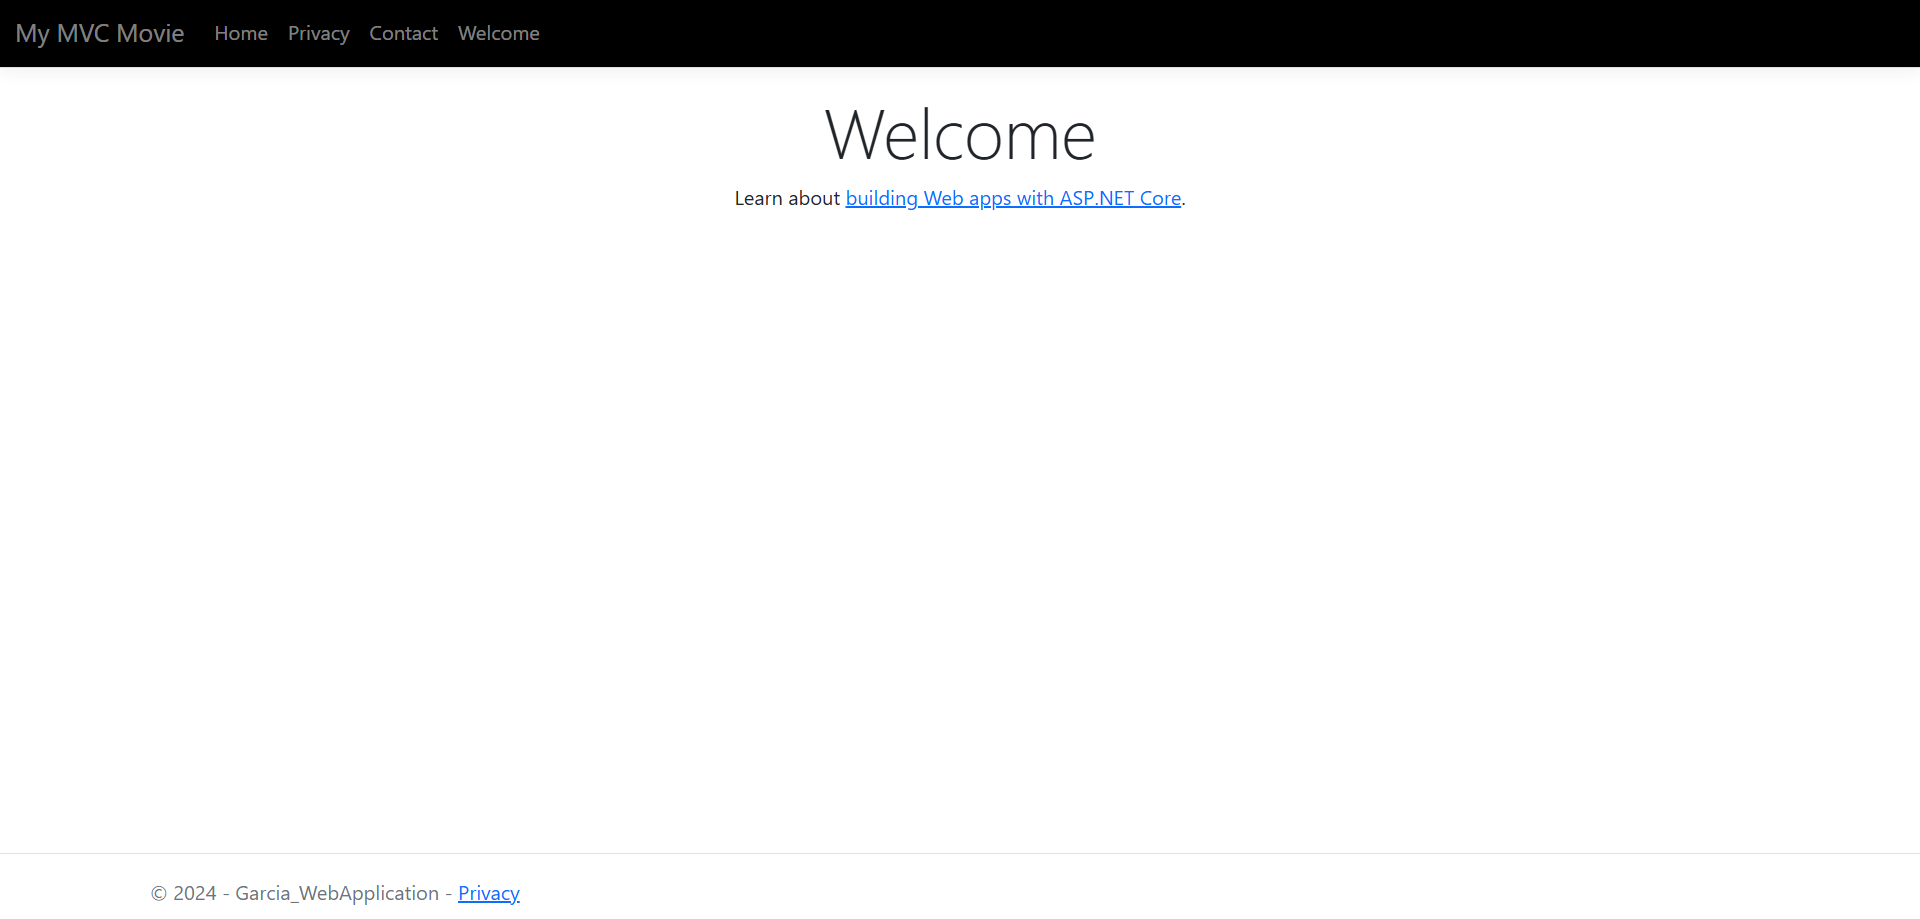 My MVC Movie Home Privacy Contact Welcome
Welcome
Learn about building Web apps with ASP.NET Core.
© 2024 - Garcia_WebApplication - Privacy